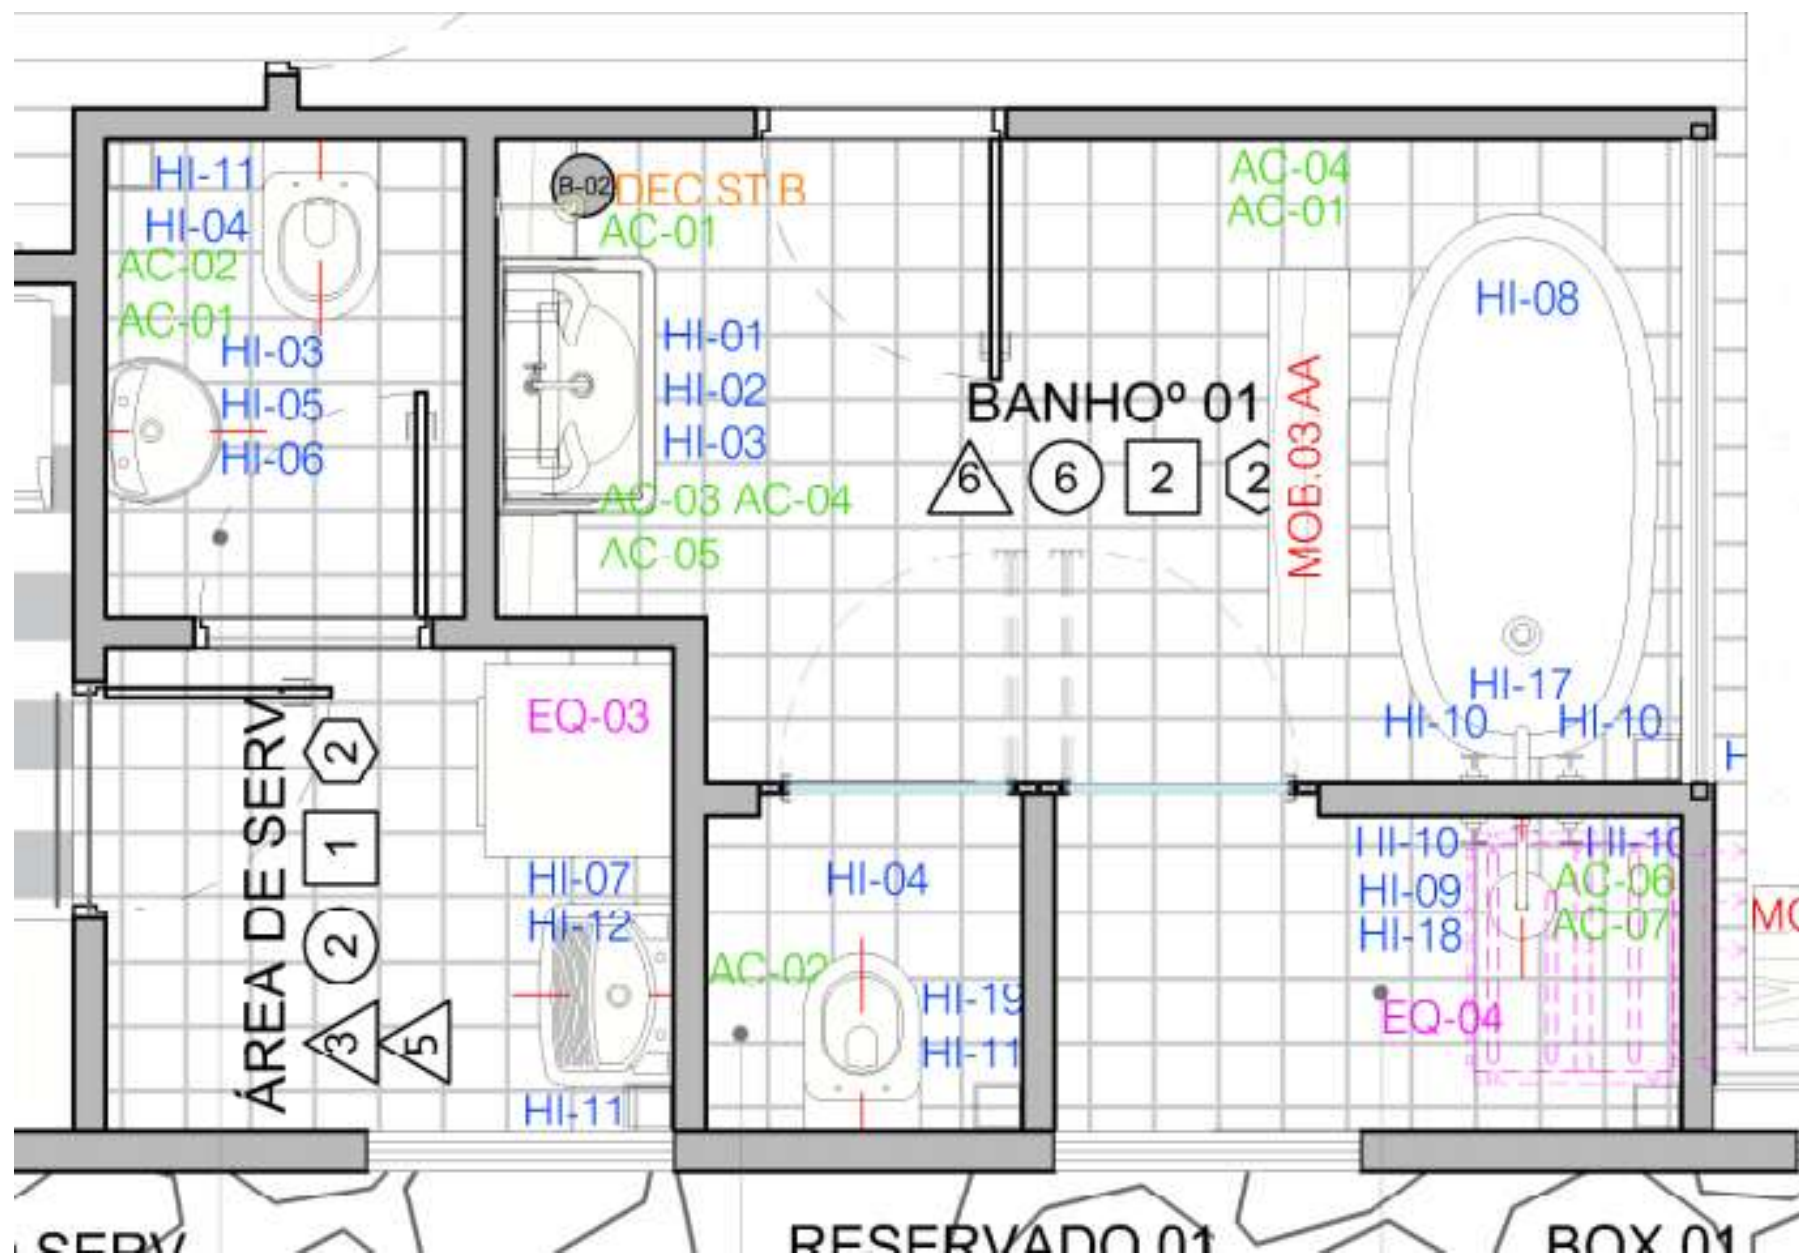 HI-11
HI-04
AC-02
AC-01
HI-03
HI-05
HI-06
B-02
DEC.ST.B
AC-01
HI-01
HI-02
HI-03
AC-03 AC-04
AC-05
AC-04
AC-01
BANHOº 01
6 6 2 2
MOB.03 AA
HI-08
HI-17
HI-10 HI-10
H
ÁREA DE SERV
2
1
2
3 5
EQ-03
HI-07
HI-12
HI-11
HI-04
AC-02
HI-19
HI-11
HI-10 HI-10
HI-09
HI-18
AC-06
AC-07
EQ-04
MO
SERV
RESERVADO 01
BOX 01